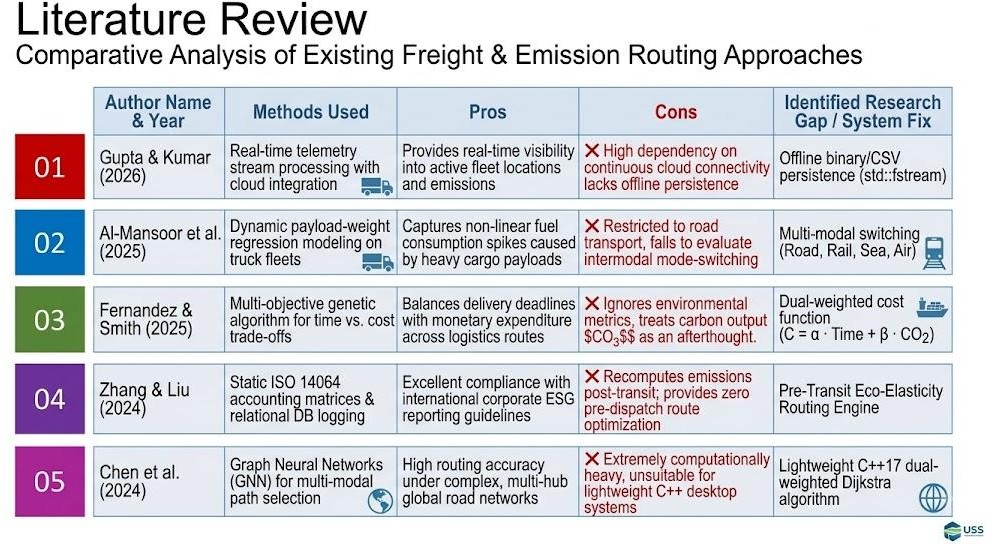 Literature Review
Comparative Analysis of Existing Freight & Emission Routing Approaches
Author Name
& Year
Methods Used
Pros
Cons
Identified Research
Gap / System Fix
01
Gupta & Kumar
(2026)
Real-time telemetry
stream processing with
cloud integration
Provides real-time visibility
into active fleet locations
and emissions
❌ High dependency on
continuous cloud connectivity
lacks offline persistence
Offline binary/CSV
persistence (std::fstream)
02
Al-Mansoor et al.
(2025)
Dynamic payload-weight
regression modeling on
truck fleets
Captures non-linear fuel
consumption spikes caused
by heavy cargo payloads
❌ Restricted to road
transport, falls to evaluate
intermodal mode-switching
Multi-modal switching
(Road, Rail, Sea, Air)
03
Fernandez &
Smith (2025)
Multi-objective genetic
algorithm for time vs. cost
trade-offs
Balances delivery deadlines
with monetary expenditure
across logistics routes
❌ Ignores environmental
metrics, treats carbon output
$CO₃$$ as an afterthought.
Dual-weighted cost
function
(C = α · Time + β · CO₂)
04
Zhang & Liu
(2024)
Static ISO 14064
accounting matrices &
relational DB logging
Excellent compliance with
international corporate ESG
reporting guidelines
❌ Recomputes emissions
post-transit; provides zero
pre-dispatch route
optimization
Pre-Transit Eco-Elasticity
Routing Engine
05
Chen et al.
(2024)
Graph Neural Networks
(GNN) for multi-modal
path selection
High routing accuracy
under complex, multi-hub
global road networks
❌ Extremely computationally
heavy, unsuitable for
lightweight C++ desktop
systems
Lightweight C++17 dual-
weighted Dijkstra
algorithm
USS